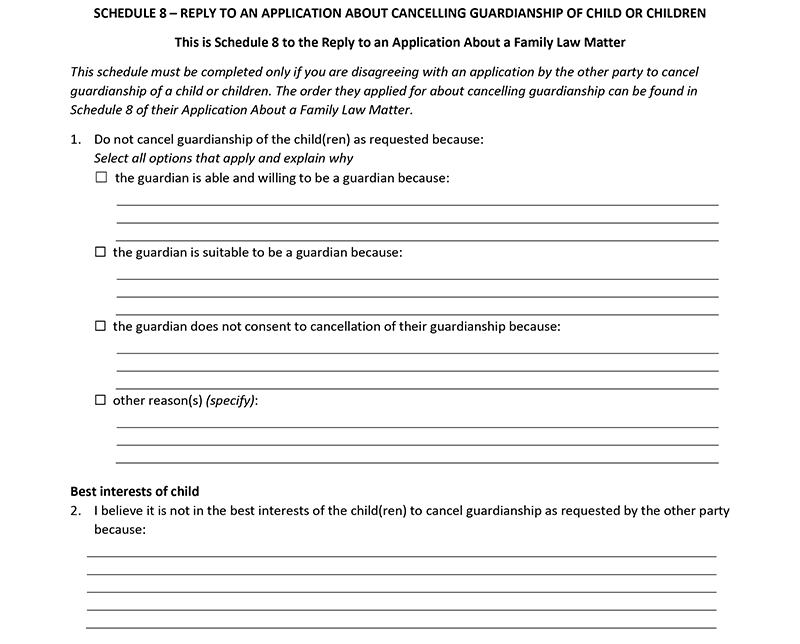 SCHEDULE 8 – REPLY TO AN APPLICATION ABOUT CANCELLING GUARDIANSHIP OF CHILD OR CHILDREN
This is Schedule 8 to the Reply to an Application About a Family Law Matter
This schedule must be completed only if you are disagreeing with an application by the other party to cancel
guardianship of a child or children. The order they applied for about cancelling guardianship can be found in
Schedule 8 of their Application About a Family Law Matter.
1. Do not cancel guardianship of the child(ren) as requested because:
Select all options that apply and explain why
☐ the guardian is able and willing to be a guardian because:
☐ the guardian is suitable to be a guardian because:
☐ the guardian does not consent to cancellation of their guardianship because:
☐ other reason(s) (specify):
Best interests of child
2. I believe it is not in the best interests of the child(ren) to cancel guardianship as requested by the other party
because: